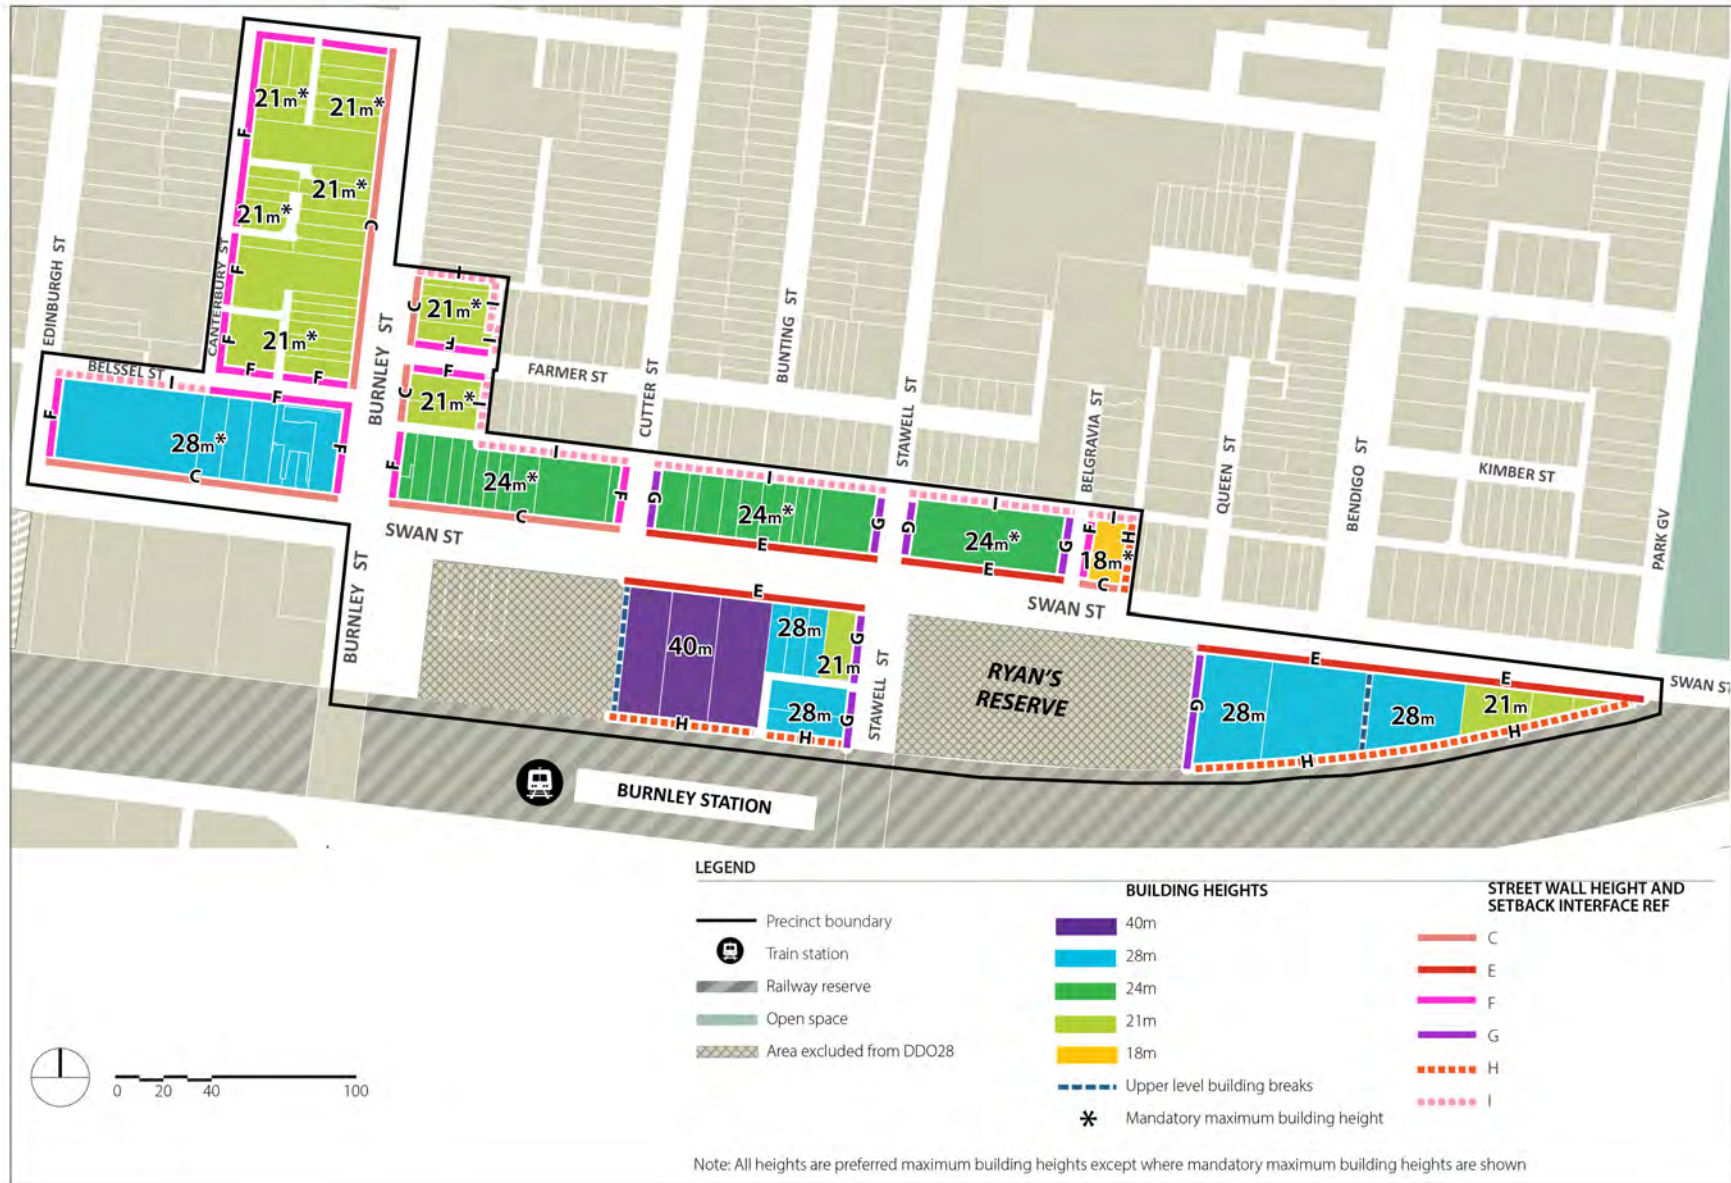 21m*
21m*
F
21m*
21m*
C
F
EDINBURGH ST
CANTERBURY ST
I
21m*
C
I
BURNLEY ST
BUNTING ST
21m*
F
F
I
F
BELSSEL ST
F
F
F
FARMER ST
CUTTER ST
STAWELL ST
BELGRAVIA ST
QUEEN ST
BENDIGO ST
KIMBER ST
PARK GV
I
F
C
21m*
I
F
28m*
F
C
F
I
24m*
F
C
G
I
24m*
G
E
G
I
24m*
G
E
F
I
H
18m*
C
SWAN ST
BURNLEY ST
SWAN ST
E
40m
28m
G
21m
28m
G
H
H
STAWELL ST
RYAN'S
RESERVE
E
E
SWAN ST
G
28m
28m
21m
H
H
BURNLEY STATION
LEGEND
Precinct boundary
Train station
Railway reserve
Open space
Area excluded from DDO28
BUILDING HEIGHTS
40m
28m
24m
21m
18m
Upper level building breaks
* Mandatory maximum building height
STREET WALL HEIGHT AND
SETBACK INTERFACE REF
C
E
F
G
H
I
0 20 40 100
Note: All heights are preferred maximum building heights except where mandatory maximum building heights are shown